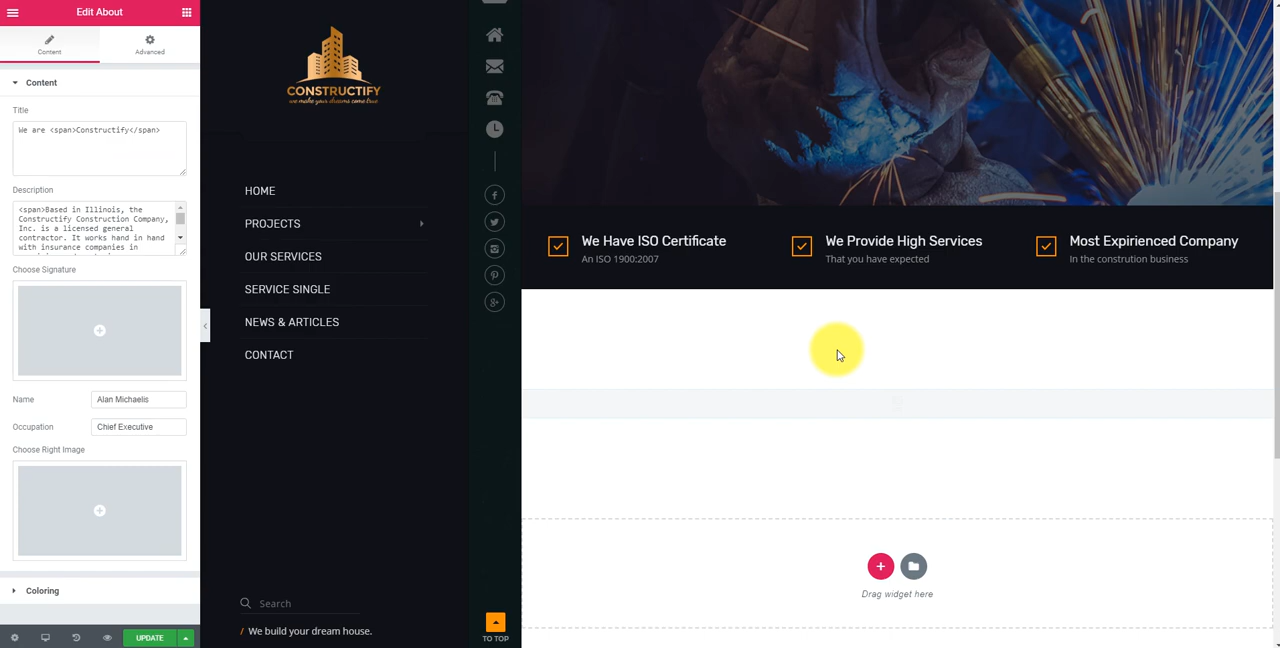 Edit About
Content
Advanced
Content
Title
We are <span>Constructify</span>
Description
<span>Based in Illinois, the
Constructify Construction Company,
Inc. is a licensed general
contractor. It works hand in hand
with insurance companies in
Choose Signature
Name
Alan Michaelis
Occupation
Chief Executive
Choose Right Image
Coloring
UPDATE
CONSTRUCTIFY
we make your dreams come true
HOME
PROJECTS
OUR SERVICES
SERVICE SINGLE
NEWS & ARTICLES
CONTACT
Search
/ We build your dream house.
TO TOP
We Have ISO Certificate
An ISO 1900:2007
We Provide High Services
That you have expected
Most Expirienced Company
In the constrution business
Drag widget here